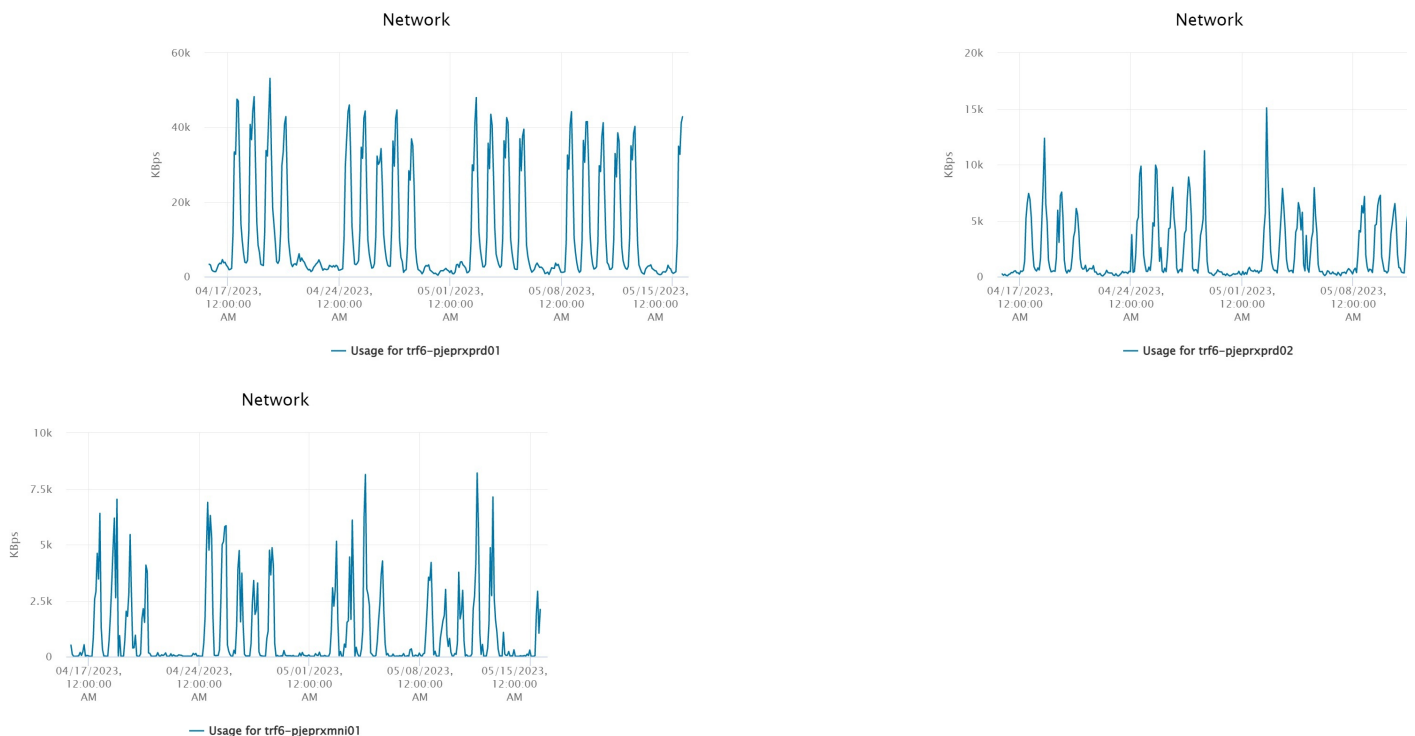 Network
60k
40k
20k
0
KBps
04/17/2023,
12:00:00
AM
04/24/2023,
12:00:00
AM
05/01/2023,
12:00:00
AM
05/08/2023,
12:00:00
AM
05/15/2023,
12:00:00
AM
Usage for trf6-pjeprxprd01
Network
20k
15k
10k
5k
0
KBps
04/17/2023,
12:00:00
AM
04/24/2023,
12:00:00
AM
05/01/2023,
12:00:00
AM
05/08/2023,
12:00:00
AM
Usage for trf6-pjeprxprd02
Network
10k
7.5k
5k
2.5k
0
KBps
04/17/2023,
12:00:00
AM
04/24/2023,
12:00:00
AM
05/01/2023,
12:00:00
AM
05/08/2023,
12:00:00
AM
05/15/2023,
12:00:00
AM
Usage for trf6-pjeprxmni01